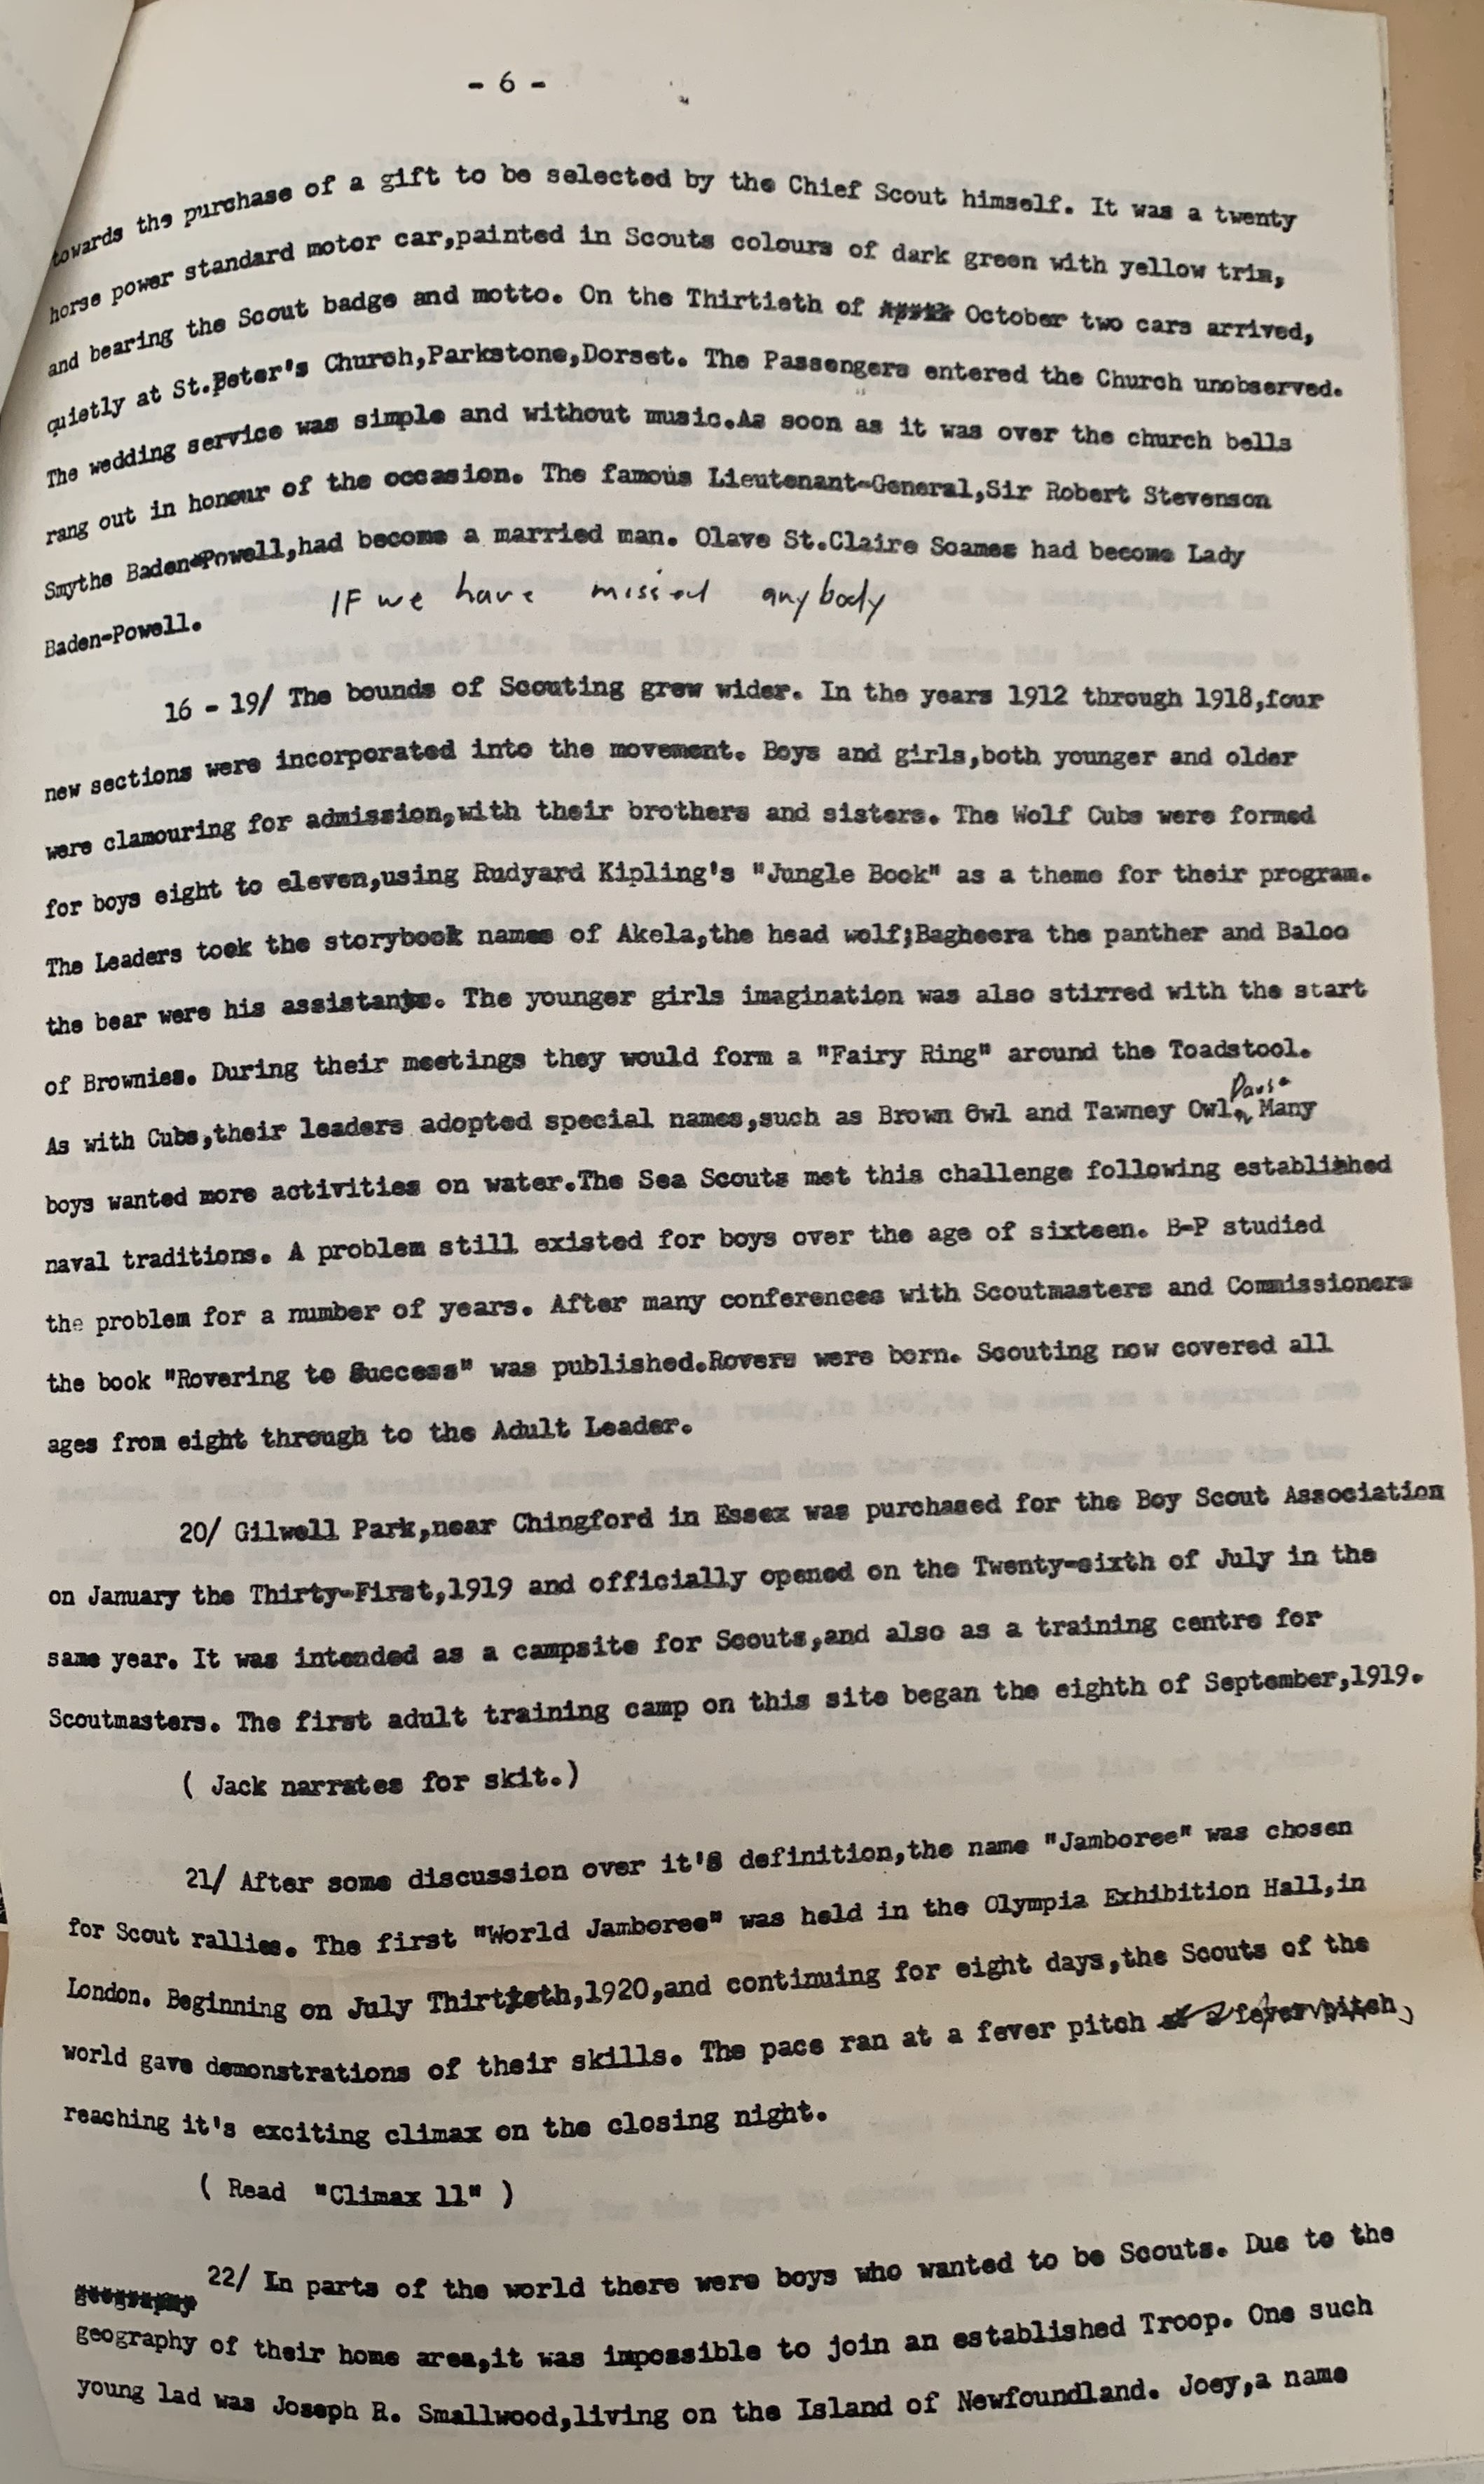 - 6 -
towards the purchase of a gift to be selected by the Chief Scout himself. It was a twenty
horse power standard motor car,painted in Scouts colours of dark green with yellow trim,
and bearing the Scout badge and motto. On the Thirtieth of October two cars arrived,
quietly at St.Peter's Church,Parkstone,Dorset. The Passengers entered the Church unobserved.
The wedding service was simple and without music.As soon as it was over the church bells
rang out in honour of the occasion. The famous Lieutenant-General,Sir Robert Stevenson
Smythe Baden-Powell,had become a married man. Olave St.Claire Soames had become Lady
IF we have missed anybody
Baden-Powell.
16 - 19/ The bounds of Scouting grew wider. In the years 1912 through 1918,four
new sections were incorporated into the movement. Boys and girls,both younger and older
were clamouring for admission,with their brothers and sisters. The Wolf Cubs were formed
for boys eight to eleven,using Rudyard Kipling's "Jungle Book" as a theme for their program.
The Leaders took the storybook names of Akela,the head wolf;Bagheera the panther and Baloo
the bear were his assistants. The younger girls imagination was also stirred with the start
of Brownies. During their meetings they would form a "Fairy Ring" around the Toadstool.
Pause
As with Cubs,their leaders adopted special names,such as Brown Owl and Tawney Owl. Many
boys wanted more activities on water.The Sea Scouts met this challenge following established
naval traditions. A problem still existed for boys over the age of sixteen. B-P studied
the problem for a number of years. After many conferences with Scoutmasters and Commissioners
the book "Rovering to Success" was published.Rovers were born. Scouting now covered all
ages from eight through to the Adult Leader.
20/ Gilwell Park,near Chingford in Essex was purchased for the Boy Scout Association
on January the Thirty-First,1919 and officially opened on the Twenty-sixth of July in the
same year. It was intended as a campsite for Scouts,and also as a training centre for
Scoutmasters. The first adult training camp on this site began the eighth of September,1919.
( Jack narrates for skit.)
21/ After some discussion over it's definition,the name "Jamboree" was chosen
for Scout rallies. The first "World Jamboree" was held in the Olympia Exhibition Hall,in
London. Beginning on July Thirtieth,1920,and continuing for eight days,the Scouts of the
world gave demonstrations of their skills. The pace ran at a fever pitch at a fever pitch,
reaching it's exciting climax on the closing night.
( Read "Climax 11" )
22/ In parts of the world there were boys who wanted to be Scouts. Due to the
geography
geography of their home area,it was impossible to join an established Troop. One such
young lad was Joseph R. Smallwood,living on the Island of Newfoundland. Joey,a name